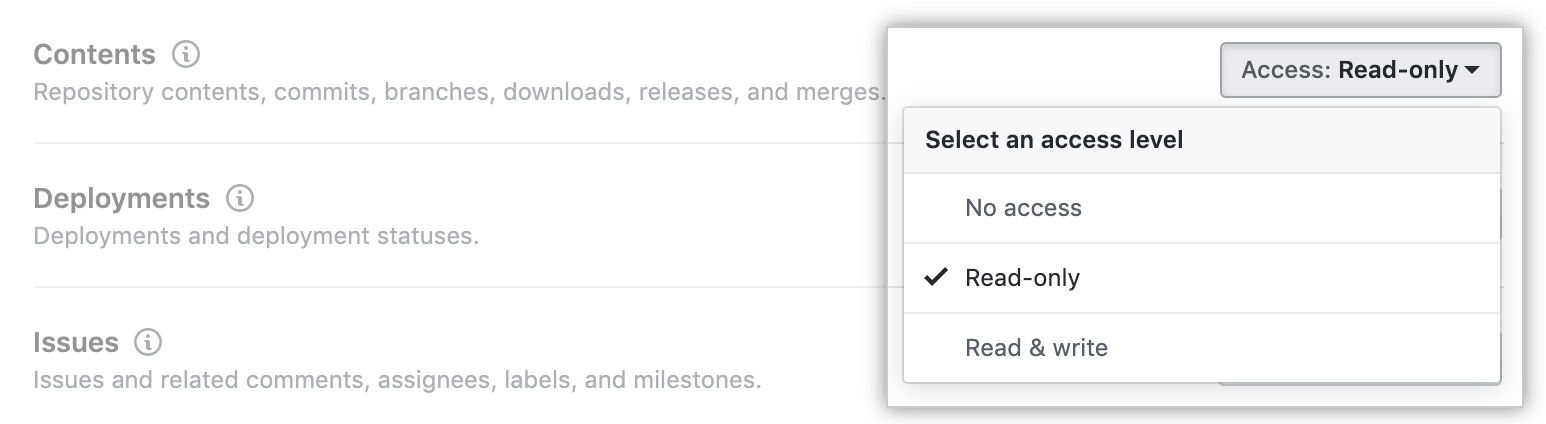 Contents
Repository contents, commits, branches, downloads, releases, and merges.
Access: Read-only
Select an access level
No access
Read-only
Read & write
Deployments
Deployments and deployment statuses.
Issues
Issues and related comments, assignees, labels, and milestones.